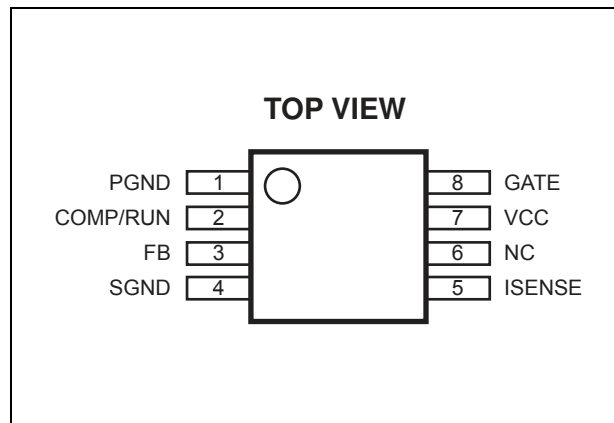 TOP VIEW
PGND 1 8 GATE
COMP/RUN 2 7 VCC
FB 3 6 NC
SGND 4 5 ISENSE